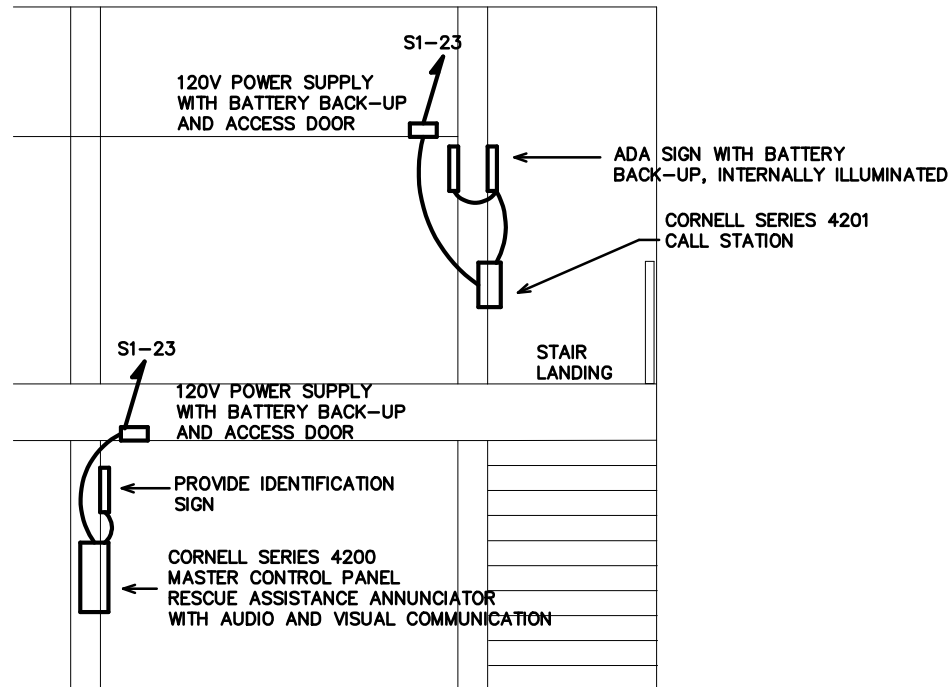 S1-23
120V POWER SUPPLY
WITH BATTERY BACK-UP
AND ACCESS DOOR
ADA SIGN WITH BATTERY
BACK-UP, INTERNALLY ILLUMINATED
CORNELL SERIES 4201
CALL STATION
S1-23
STAIR
LANDING
120V POWER SUPPLY
WITH BATTERY BACK-UP
AND ACCESS DOOR
PROVIDE IDENTIFICATION
SIGN
CORNELL SERIES 4200
MASTER CONTROL PANEL
RESCUE ASSISTANCE ANNUNCIATOR
WITH AUDIO AND VISUAL COMMUNICATION